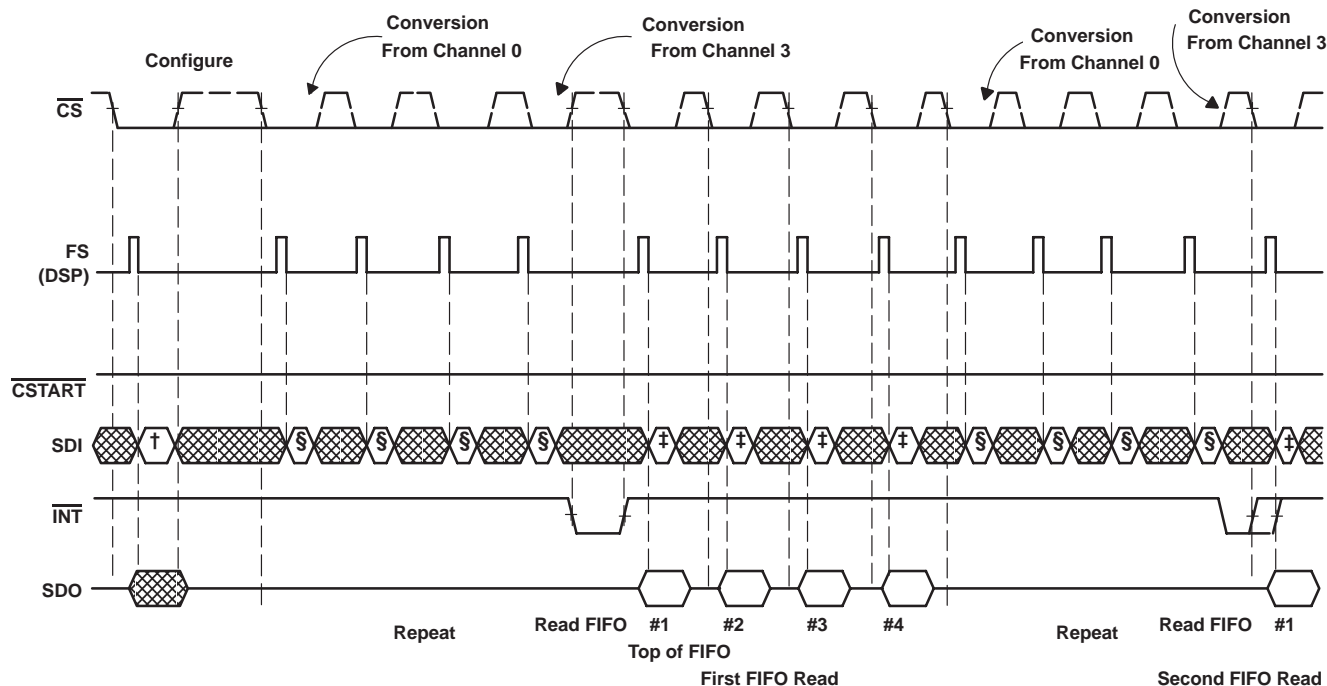 Conversion
From Channel 0
Conversion
From Channel 3
Conversion
From Channel 0
Conversion
From Channel 3
Configure
CS
FS
(DSP)
CSTART
SDI
† § § § § ‡ ‡ ‡ ‡ § § § § ‡
INT
SDO
Repeat
Read FIFO #1 #2 #3 #4
Top of FIFO
First FIFO Read
Repeat
Read FIFO #1
Second FIFO Read